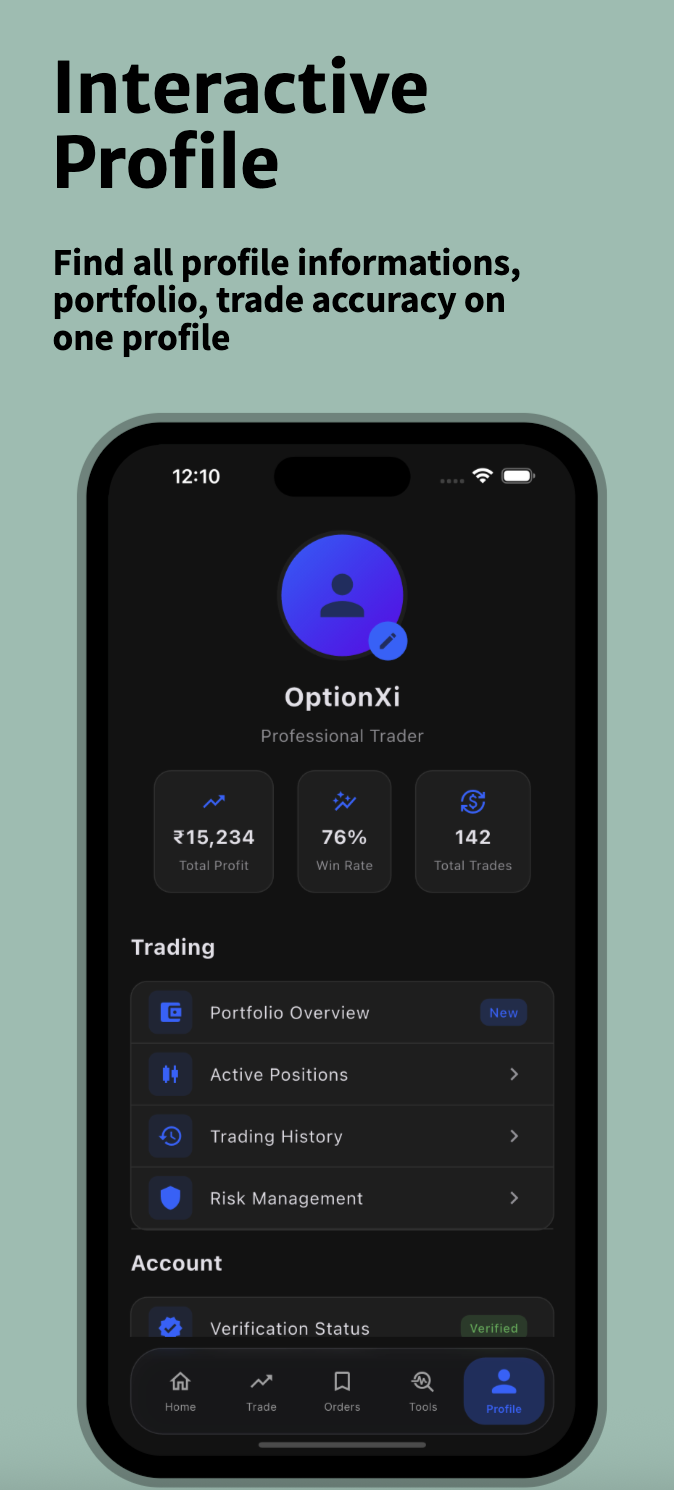 Interactive
Profile
Find all profile informations,
portfolio, trade accuracy on
one profile
12:10
OptionXi
Professional Trader
₹15,234 76% 142
Total Profit Win Rate Total Trades
Trading
Portfolio Overview New
Active Positions
Trading History
Risk Management
Account
Verification Status Verified
Home Trade Orders Tools Profile